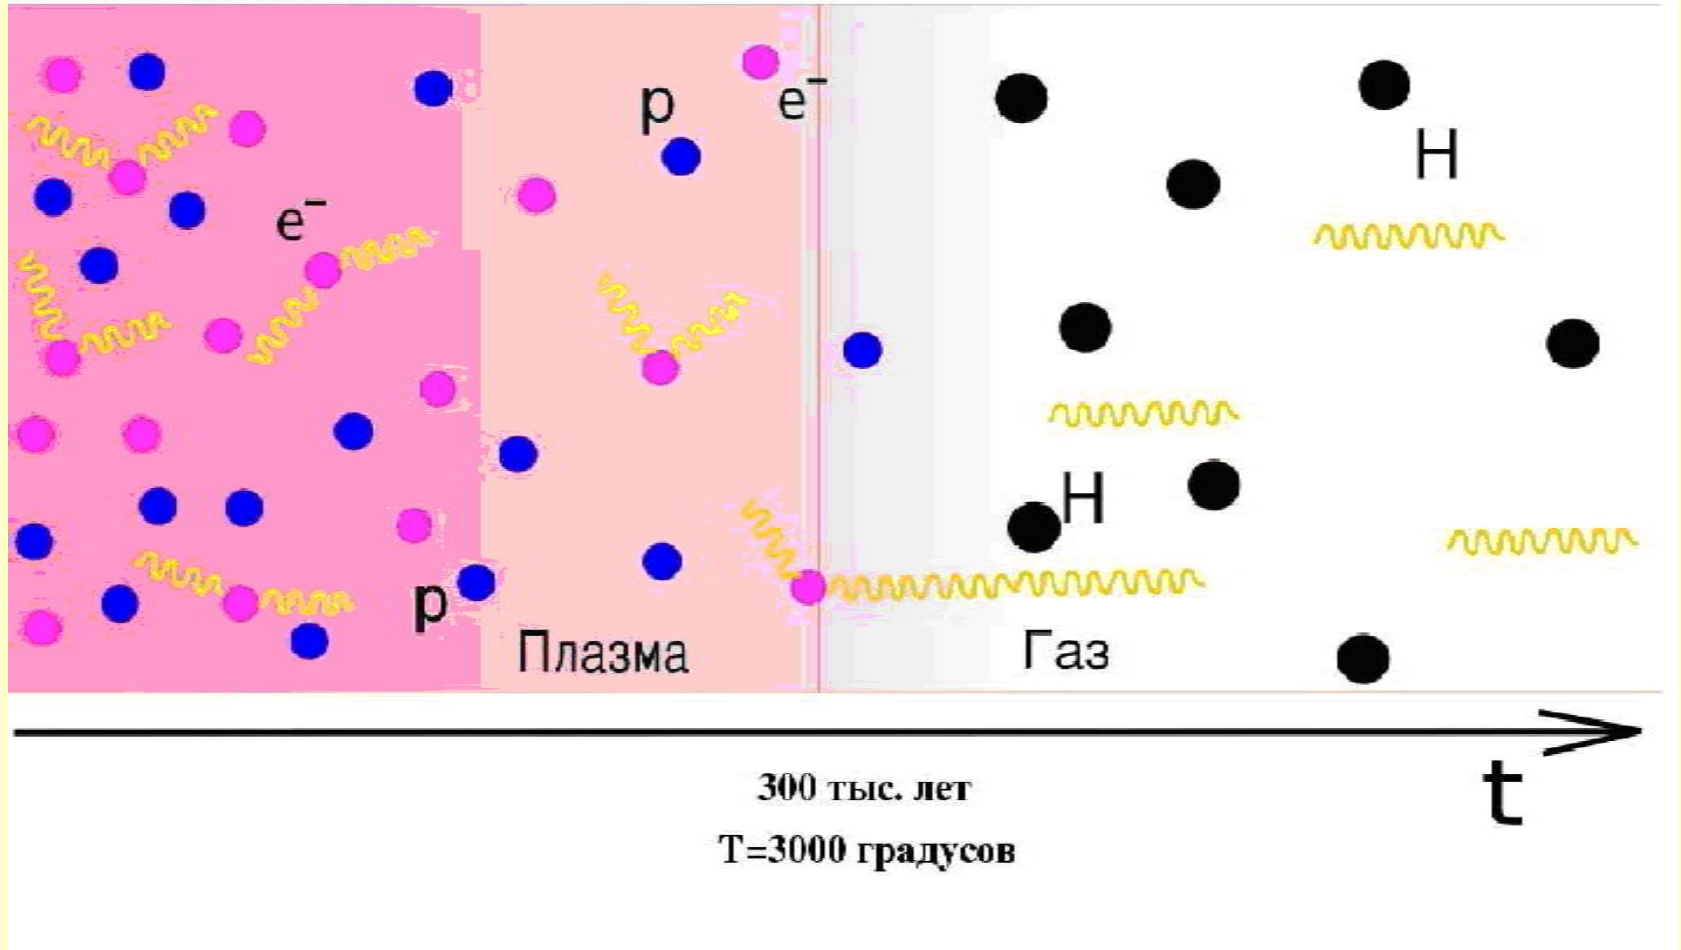 p
e⁻
H
e⁻
H
p
Плазма
Газ
t
300 тыс. лет
T=3000 градусов